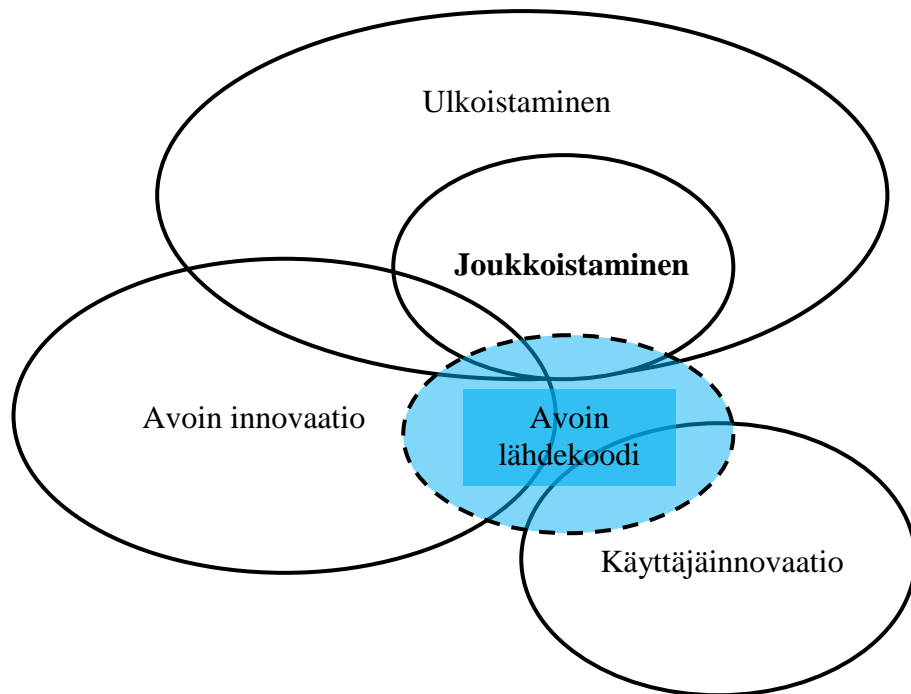 Ulkoistaminen
Joukkoistaminen
Avoin innovaatio
Avoin
lähdekoodi
Käyttäjäinnovaatio